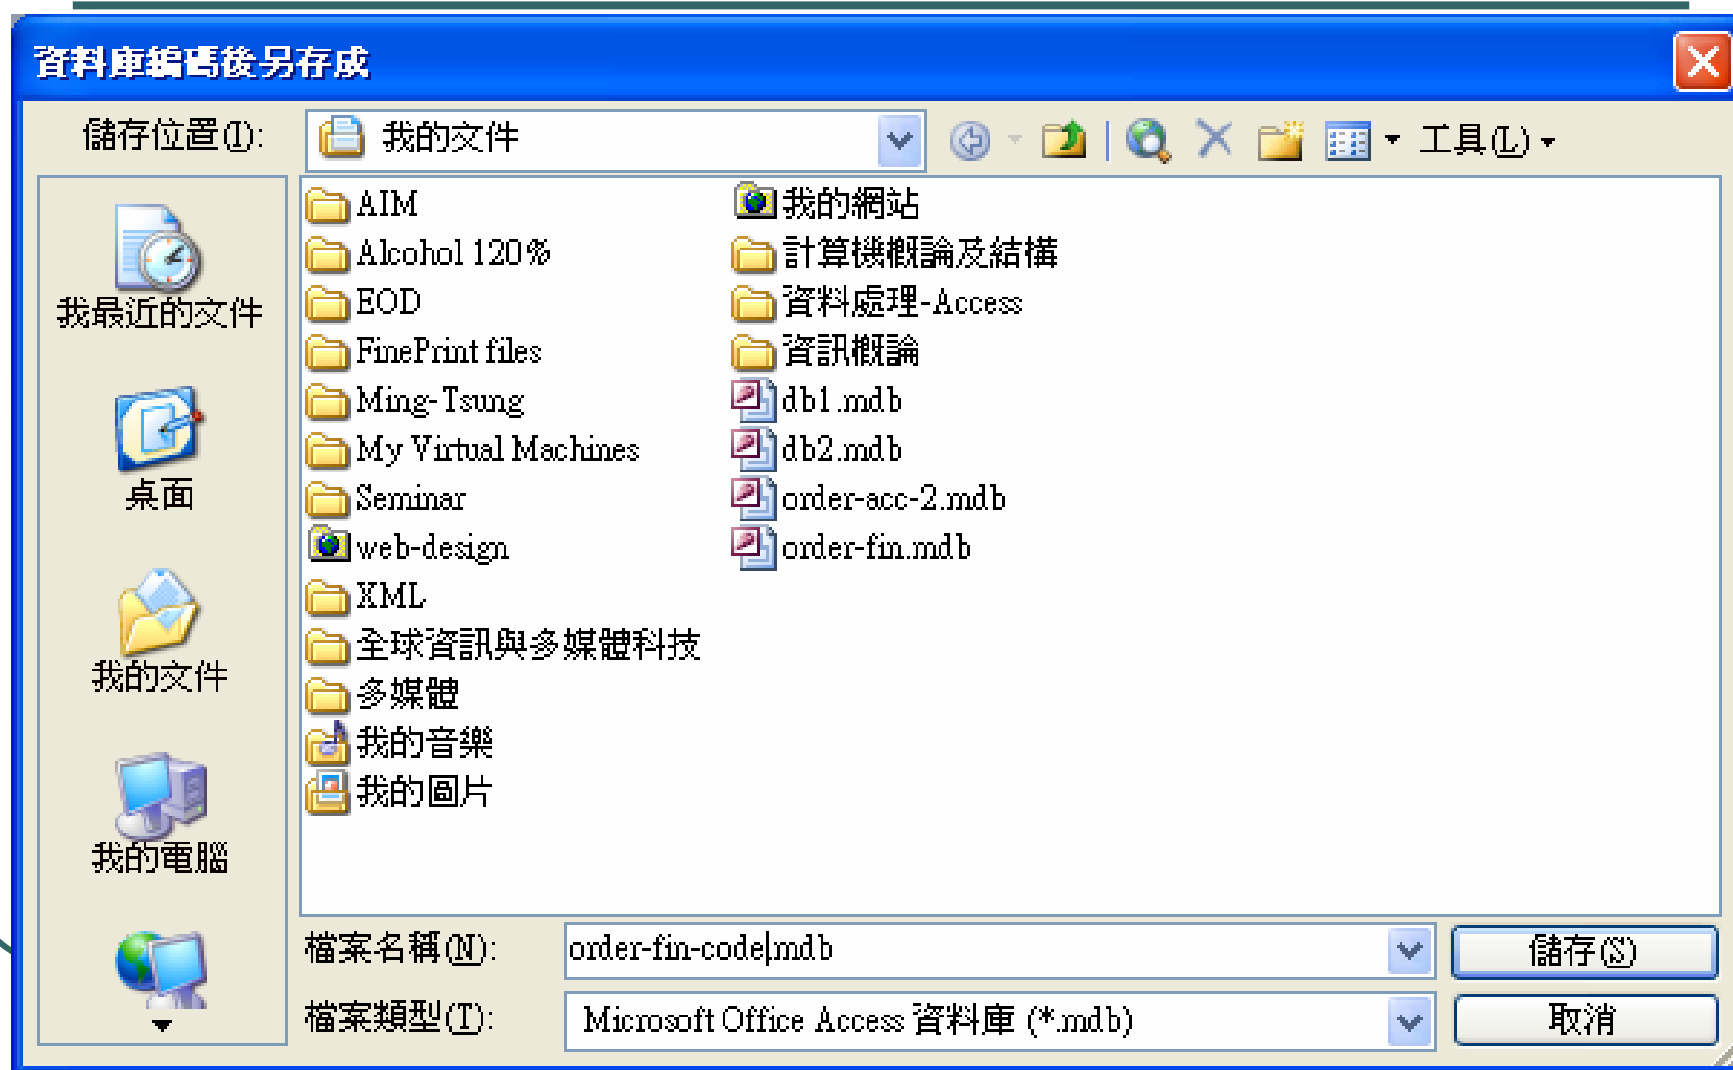 資料庫編碼後另存成
儲存位置(I):
我的文件
工具(L)
我最近的文件
桌面
我的文件
我的電腦
AIM
Alcohol 120%
EOD
FinePrint files
Ming-Tsung
My Virtual Machines
Seminar
web-design
XML
全球資訊與多媒體科技
多媒體
我的音樂
我的圖片
我的網站
計算機概論及結構
資料處理-Access
資訊概論
db1.mdb
db2.mdb
order-acc-2.mdb
order-fin.mdb
檔案名稱(N):
order-fin-code.mdb
儲存(S)
檔案類型(T):
Microsoft Office Access 資料庫 (*.mdb)
取消